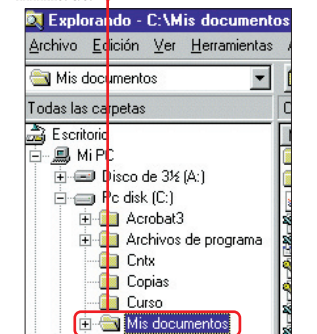 Explorando - C:\Mis documentos
Archivo Edición Ver Herramientas
Mis documentos
Todas las carpetas
Escritorio
Mi PC
Disco de 3½ (A:)
Pc disk (C:)
Acrobat3
Archivos de programa
Cntx
Copias
Curso
Mis documentos